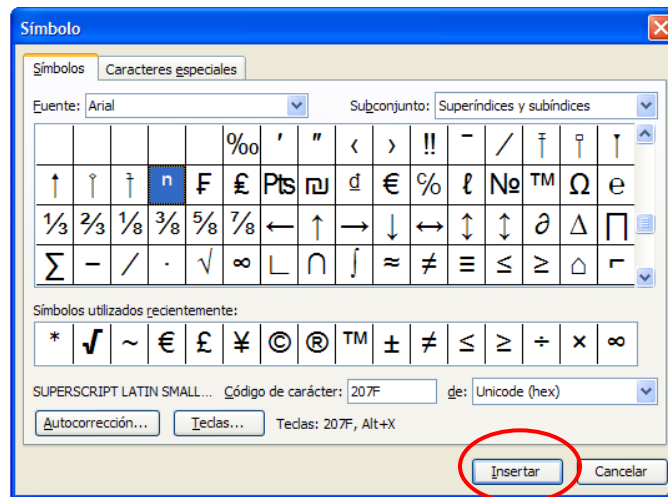 Símbolo
Símbolos Caracteres especiales
Fuente: Arial Subconjunto: Superíndices y subíndices
‰ ′ ″ ‹ › ‼ ‾ ⁄
ⁿ ₣ ₤ ₧ ₪ ₫ € ℅ ℓ № ™ Ω ℮
⅓ ⅔ ⅛ ⅜ ⅝ ⅞ ← ↑ → ↓ ↔ ↕ ↨ ∂ ∆ ∏
∑ − ∕ ∙ √ ∞ ∟ ∩ ∫ ≈ ≠ ≡ ≤ ≥ ⌂ ⌐
Símbolos utilizados recientemente:
* √ ~ € £ ¥ © ® ™ ± ≠ ≤ ≥ ÷ × ∞
SUPERSCRIPT LATIN SMALL... Código de carácter: 207F de: Unicode (hex)
Autocorrección... Teclas... Teclas: 207F, Alt+X
Insertar Cancelar